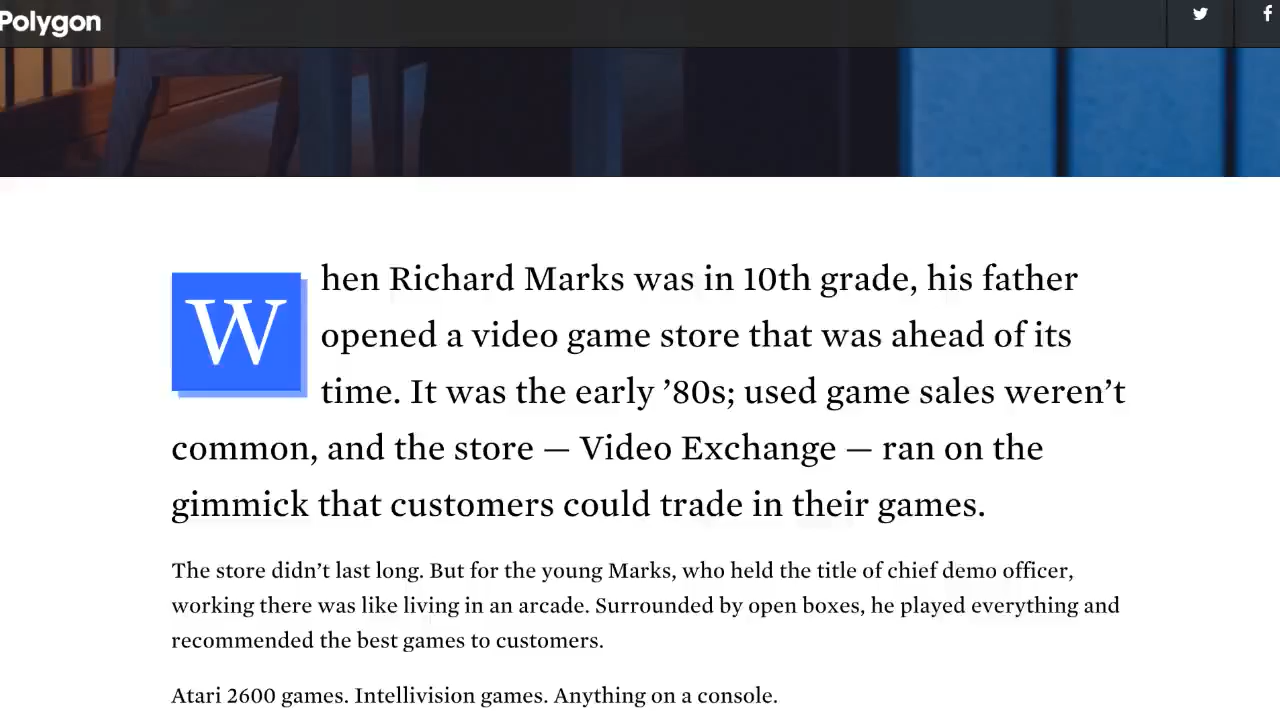 Polygon
When Richard Marks was in 10th grade, his father
opened a video game store that was ahead of its
time. It was the early ’80s; used game sales weren’t
common, and the store — Video Exchange — ran on the
gimmick that customers could trade in their games.
The store didn’t last long. But for the young Marks, who held the title of chief demo officer,
working there was like living in an arcade. Surrounded by open boxes, he played everything and
recommended the best games to customers.
Atari 2600 games. Intellivision games. Anything on a console.